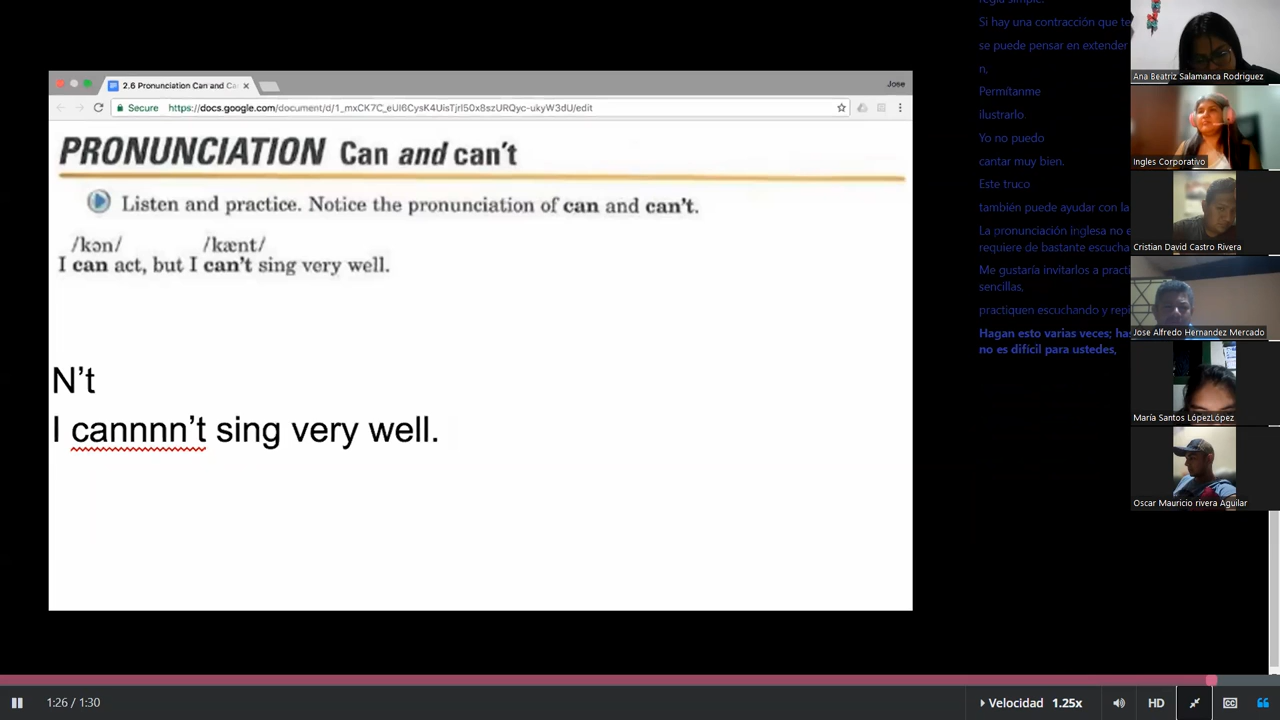 2.6 Pronunciation Can and Ca
Jose
Secure https://docs.google.com/document/d/1_mxCK7C_eUI6CysK4UisTjrl50x8szURQyc-ukyW3dU/edit
PRONUNCIATION Can and can't
Listen and practice. Notice the pronunciation of can and can't.
/kən/ /kænt/
I can act, but I can't sing very well.
N't
I cannnn't sing very well.
Si hay una contracción que te
se puede pensar en extender
n,
Permítanme
ilustrarlo.
Yo no puedo
cantar muy bien.
Este truco
también puede ayudar con la
La pronunciación inglesa no e
requiere de bastante escucha
Me gustaría invitarlos a practi
sencillas,
practiquen escuchando y repi
Hagan esto varias veces; has
no es difícil para ustedes,
Ana Beatriz Salamanca Rodriguez
Ingles Corporativo
Cristian David Castro Rivera
Jose Alfredo Hernandez Mercado
María Santos LópezLópez
Oscar Mauricio rivera Aguilar
1:26 / 1:30
Velocidad 1.25x
HD
CC